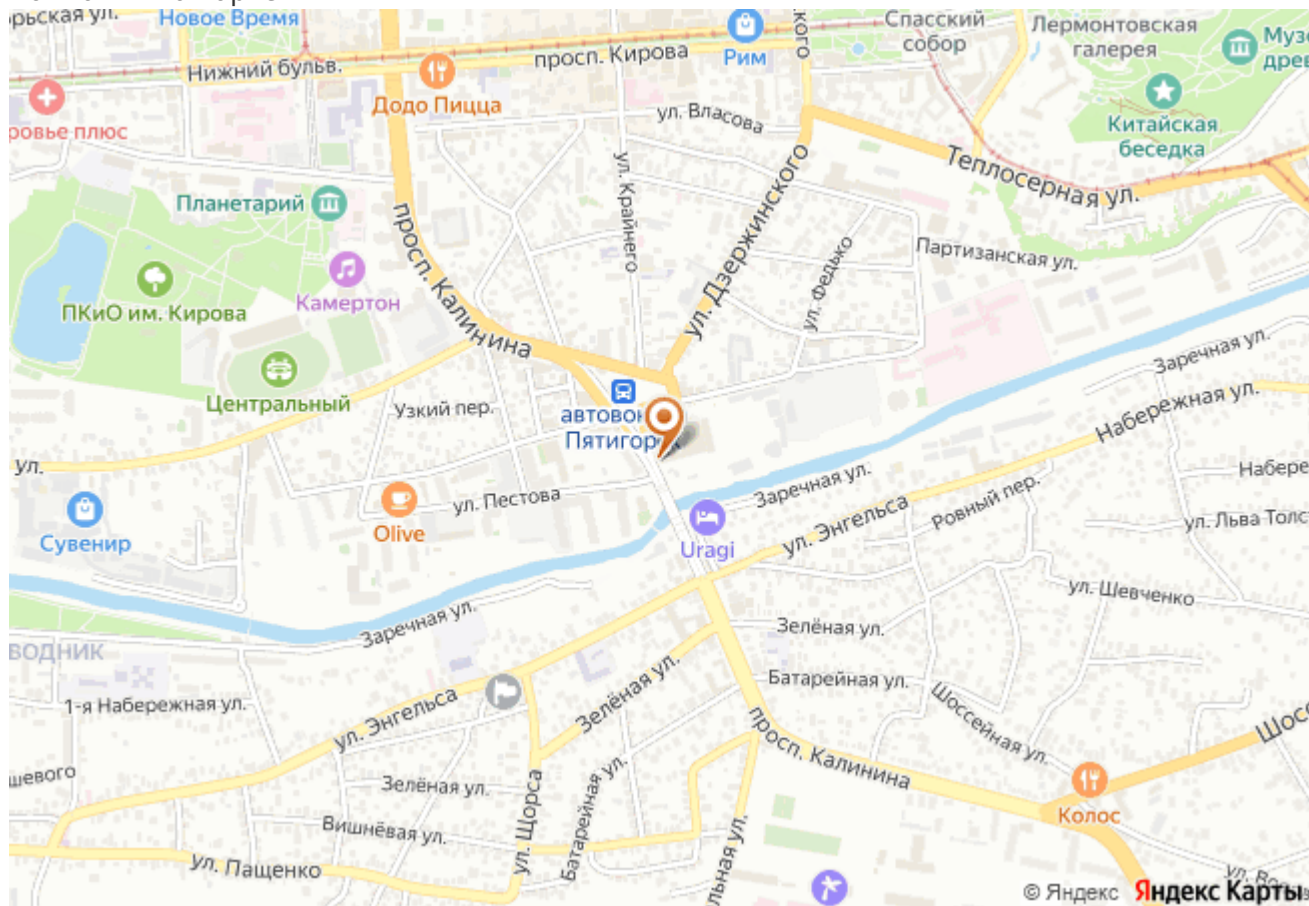 Новое Время
Рим
Спасский
собор
Лермонтовская
галерея
Нижний бульв.
просп. Кирова
Додо Пицца
ул. Власова
Китайская
беседка
Теплосерная ул.
Планетарий
ул. Крайнего
ул. Дзержинского
просп. Калинина
ул. Федько
Партизанская ул.
Камертон
ПКиО им. Кирова
Заречная ул.
Центральный
Узкий пер.
Пятигорск
Набережная ул.
ул.
ул. Пестова
Заречная ул.
Ровный пер.
Olive
Uragi
ул. Энгельса
Сувенир
ул. Шевченко
Заречная ул.
Зелёная ул.
Батарейная ул.
1-я Набережная ул.
ул. Энгельса
Зелёная ул.
Шоссейная ул.
просп. Калинина
Зелёная ул.
Вишнёвая ул.
ул. Щорса
Батарейная ул.
Колос
ул. Пащенко
© Яндекс Яндекс Карты